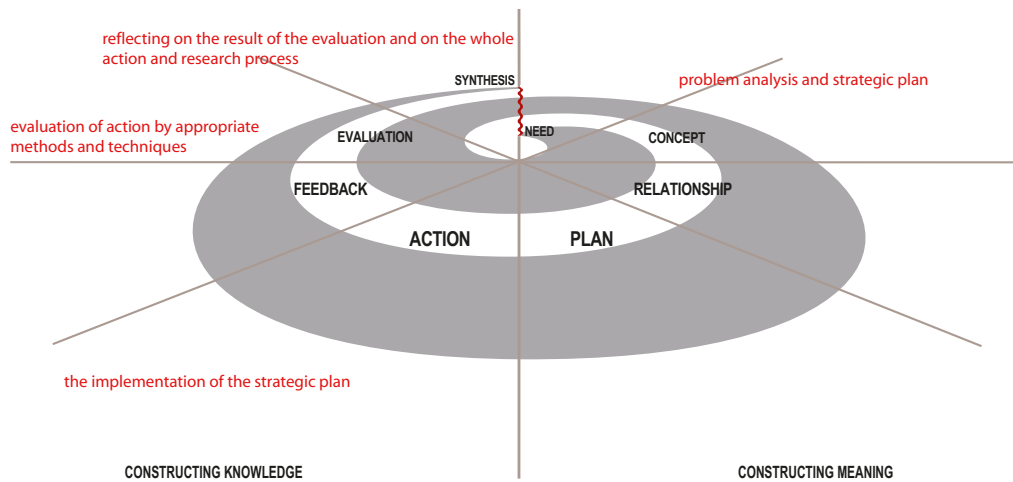 reflecting on the result of the evaluation and on the whole
action and research process
SYNTHESIS
problem analysis and strategic plan
evaluation of action by appropriate
methods and techniques
EVALUATION
NEED
CONCEPT
FEEDBACK
RELATIONSHIP
ACTION
PLAN
the implementation of the strategic plan
CONSTRUCTING KNOWLEDGE
CONSTRUCTING MEANING